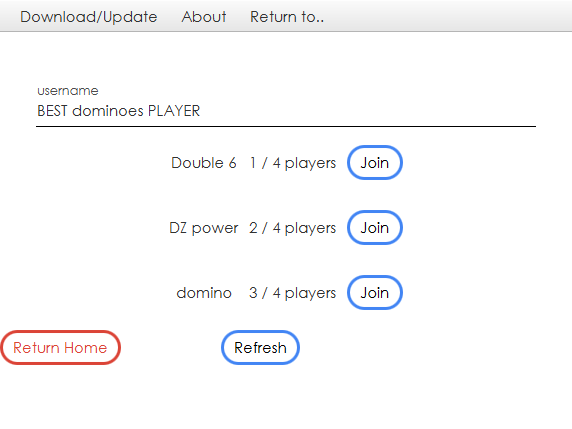 Download/Update About Return to..
username
BEST dominoes PLAYER
Double 6 1 / 4 players Join
DZ power 2 / 4 players Join
domino 3 / 4 players Join
Return Home Refresh